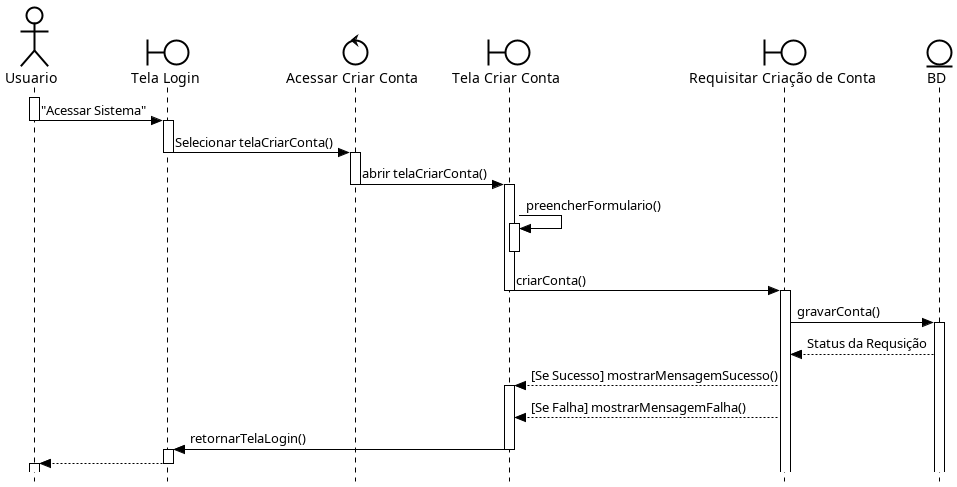 Usuario
Tela Login
Acessar Criar Conta
Tela Criar Conta
Requisitar Criação de Conta
BD
"Acessar Sistema"
Selecionar telaCriarConta()
abrir telaCriarConta()
preencherFormulario()
criarConta()
gravarConta()
Status da Requsição
[Se Sucesso] mostrarMensagemSucesso()
[Se Falha] mostrarMensagemFalha()
retornarTelaLogin()